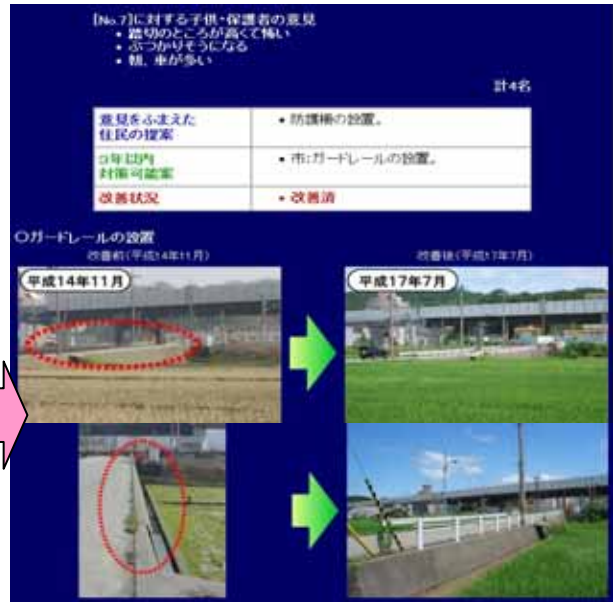 [No.7]に対する子供・保護者の意見
• 踏切のところが高くて怖い
• ぶつかりそうになる
• 朝、車が多い
計4名
意見をふまえた
住民の提案
• 防護柵の設置。
3年以内
対策可能案
• 市:ガードレールの設置。
改善状況
• 改善済
○ガードレールの設置
改善前(平成14年11月)
改善後(平成17年7月)
平成14年11月
平成17年7月